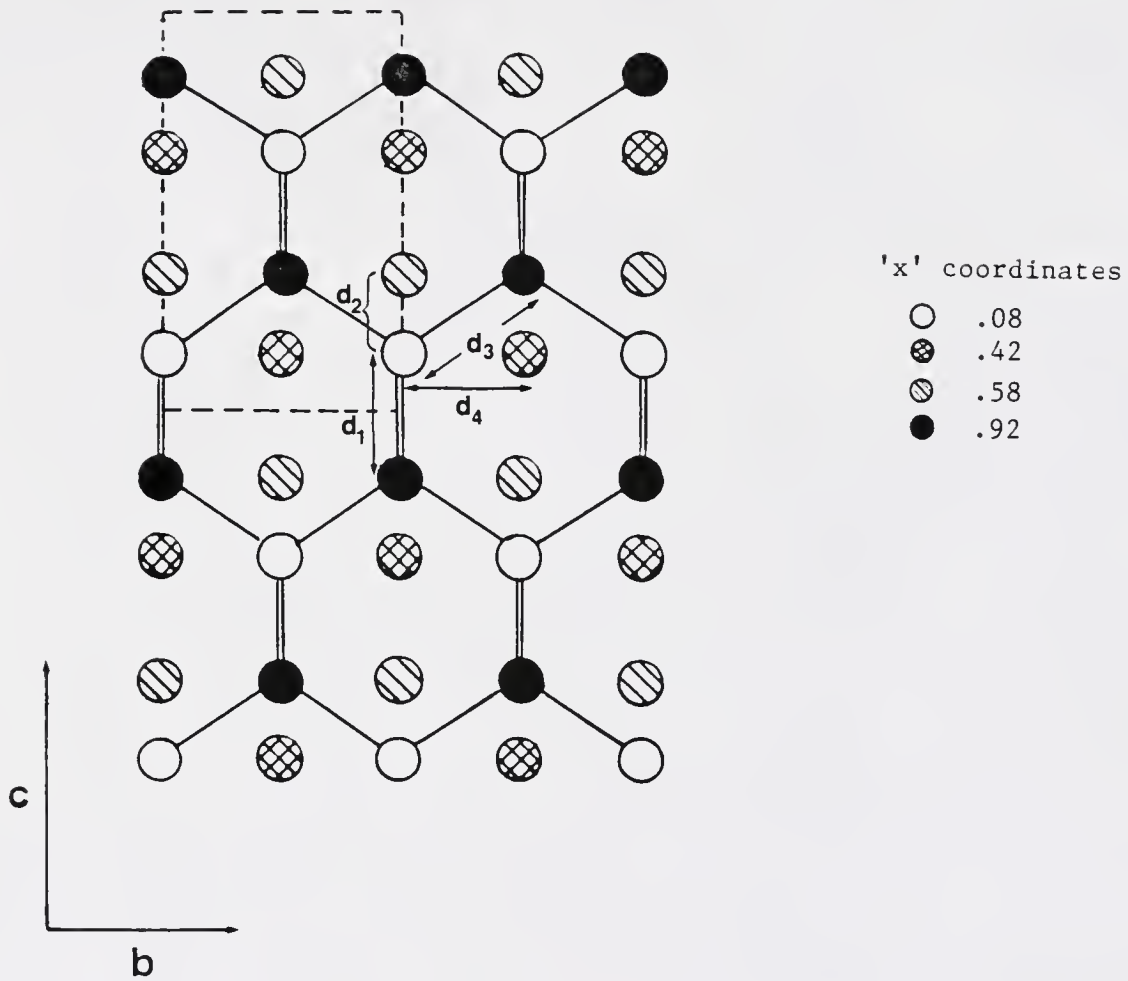 'x' coordinates
.08
.42
.58
.92
d₂
d₃
d₄
d₁
c
b